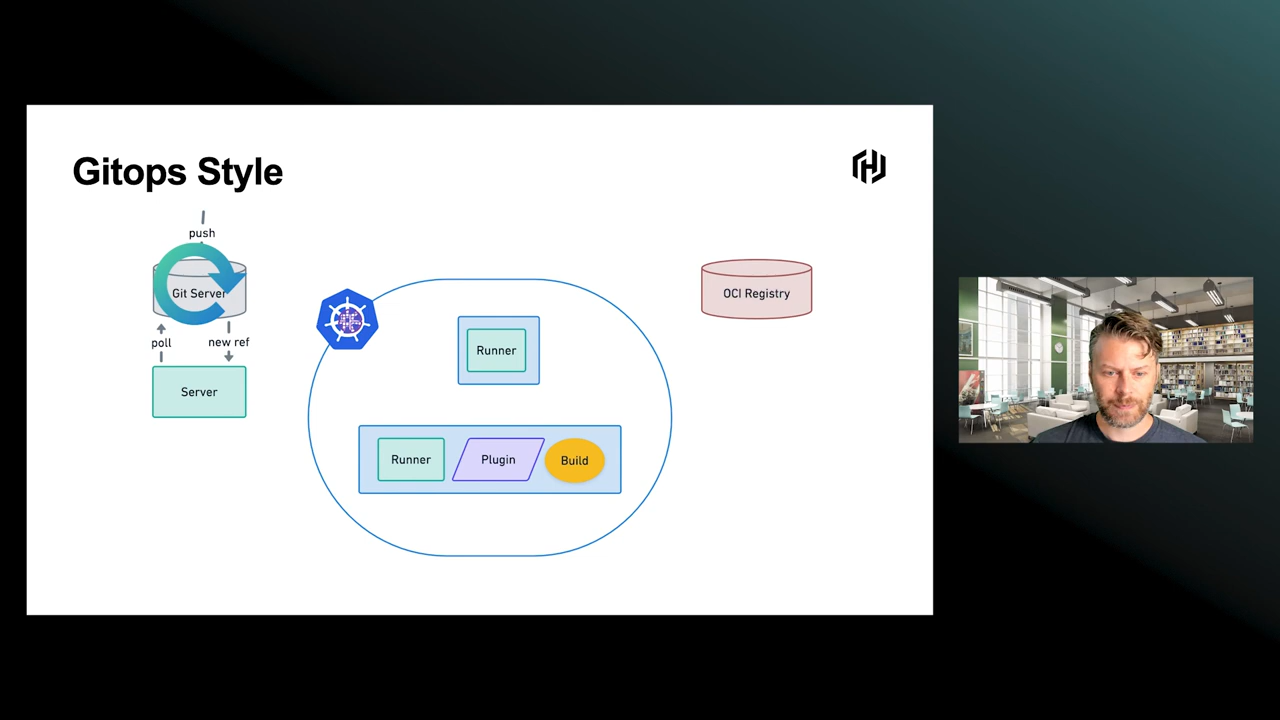 Gitops Style
push
Git Server
poll
new ref
Server
Runner
Runner
Plugin
Build
OCI Registry